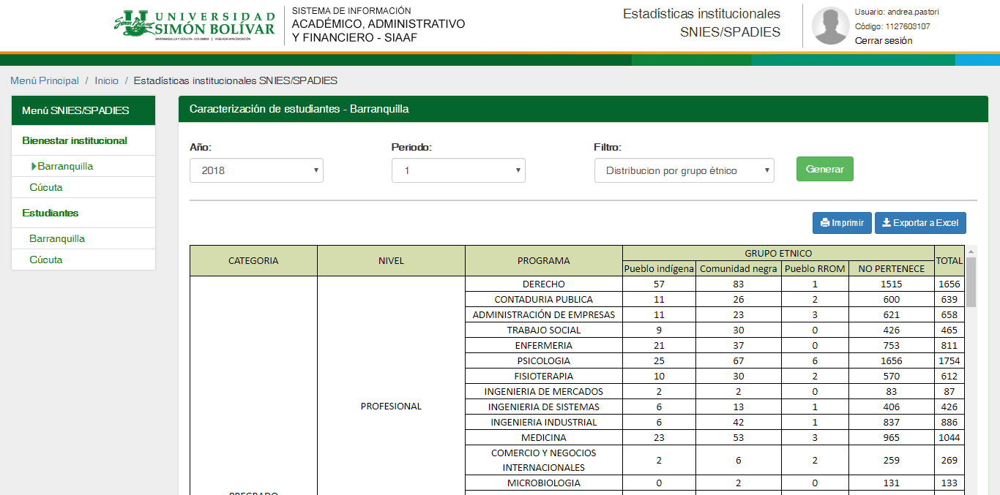 UNIVERSIDAD
SIMÓN BOLÍVAR
BARRANQUILLA Y CÚCUTA - COLOMBIA | VIGILADA MINEDUCACIÓN
SISTEMA DE INFORMACIÓN
ACADÉMICO, ADMINISTRATIVO
Y FINANCIERO - SIAAF
Estadísticas institucionales
SNIES/SPADIES
Usuario: andrea.pastori
Código: 1127603107
Cerrar sesión
Menú Principal / Inicio / Estadísticas institucionales SNIES/SPADIES
Menú SNIES/SPADIES
Bienestar institucional
Barranquilla
Cúcuta
Estudiantes
Barranquilla
Cúcuta
Caracterización de estudiantes - Barranquilla
Año: Periodo: Filtro:
2018 1 Distribucion por grupo étnico Generar
Imprimir Exportar a Excel
CATEGORIA NIVEL PROGRAMA GRUPO ETNICO TOTAL
Pueblo indígena Comunidad negra Pueblo RROM NO PERTENECE
DERECHO 57 83 1 1515 1656
CONTADURIA PUBLICA 11 26 2 600 639
ADMINISTRACIÓN DE EMPRESAS 11 23 3 621 658
TRABAJO SOCIAL 9 30 0 426 465
ENFERMERIA 21 37 0 753 811
PSICOLOGIA 25 67 6 1656 1754
FISIOTERAPIA 10 30 2 570 612
INGENIERIA DE MERCADOS 2 2 0 83 87
PROFESIONAL INGENIERIA DE SISTEMAS 6 13 1 406 426
INGENIERIA INDUSTRIAL 6 42 1 837 886
MEDICINA 23 53 3 965 1044
COMERCIO Y NEGOCIOS
INTERNACIONALES 2 6 2 259 269
MICROBIOLOGIA 0 2 0 131 133
PREGRADO